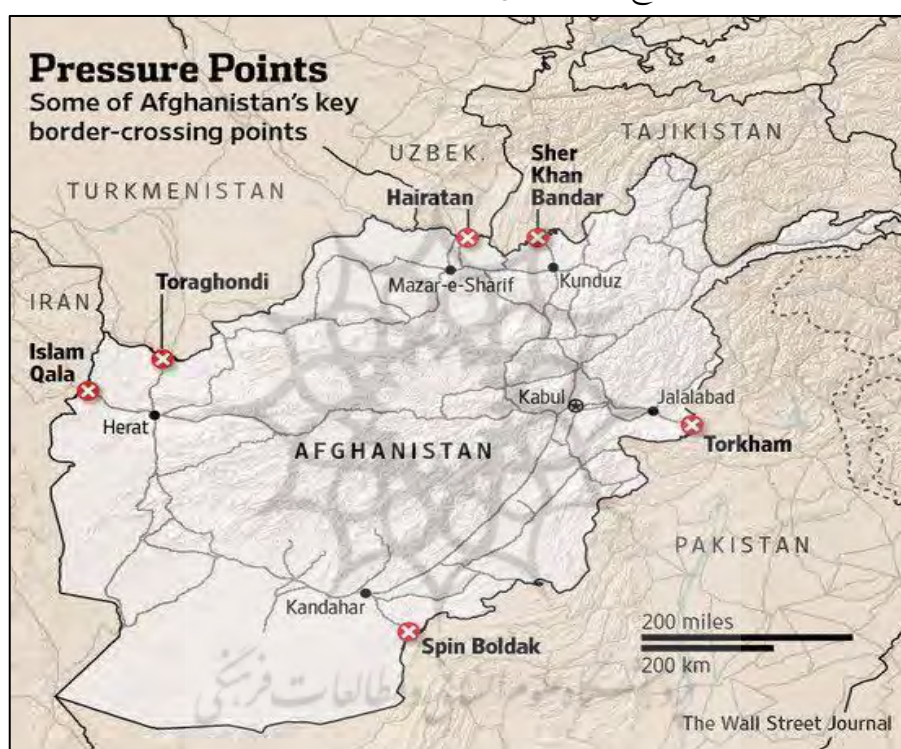 Pressure Points
Some of Afghanistan's key
border-crossing points
TAJIKISTAN
UZBEK.
Sher
Khan
Bandar
TURKMENISTAN
Hairatan
Toraghondi
Mazar-e-Sharif
Kunduz
IRAN
Islam
Qala
Herat
Kabul
Jalalabad
Torkham
AFGHANISTAN
PAKISTAN
Kandahar
Spin Boldak
200 miles
200 km
The Wall Street Journal